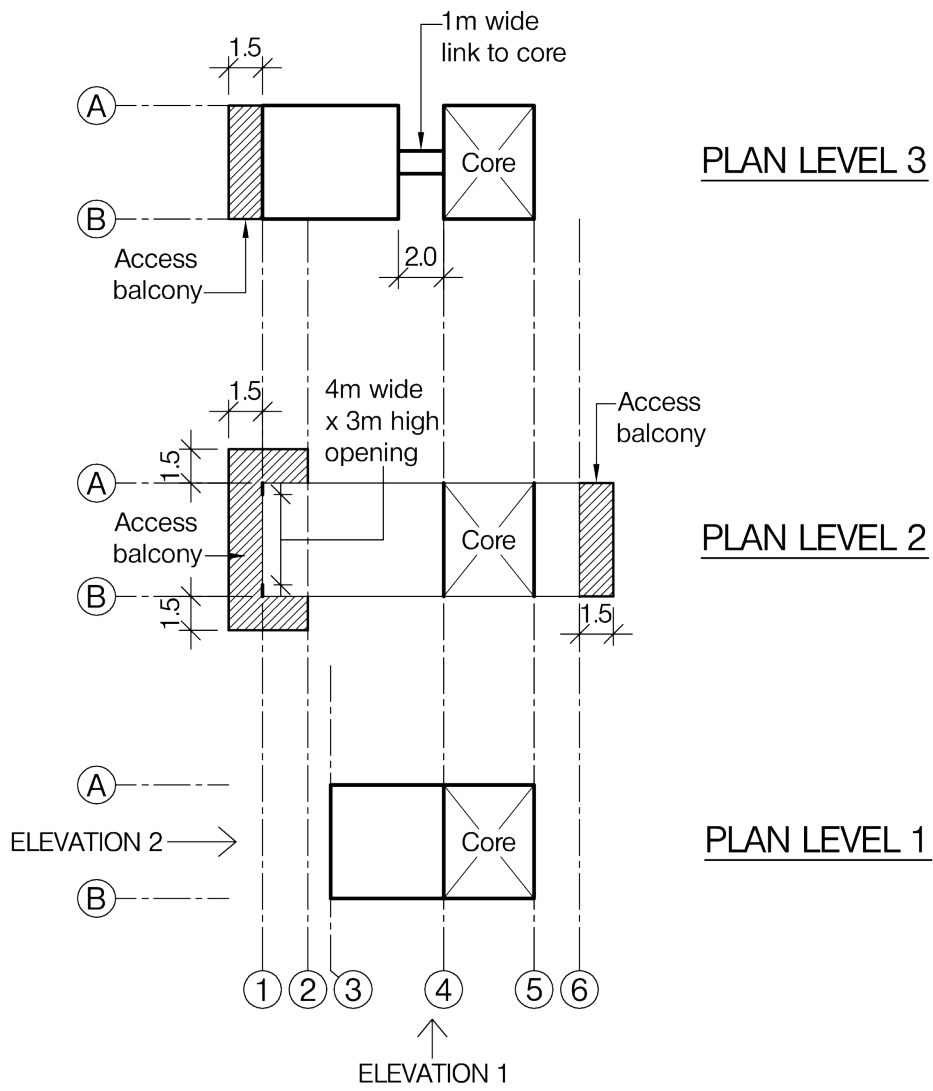 1m wide
link to core
1.5
A
Core
PLAN LEVEL 3
B
Access
balcony
2.0
1.5
4m wide
x 3m high
opening
Access
balcony
1.5
A
Access
balcony
Core
PLAN LEVEL 2
B
1.5
1.5
A
ELEVATION 2
Core
PLAN LEVEL 1
B
1
2
3
4
5
6
ELEVATION 1